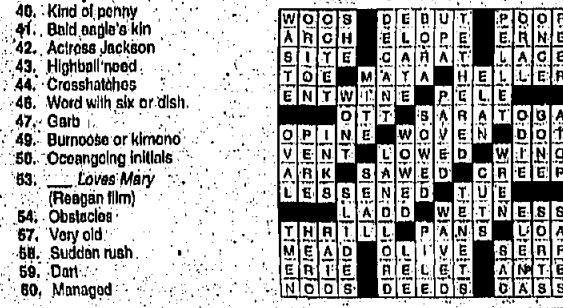 40. Kind of penny
41. Bald eagle's kin
42. Actress Jackson
43. Highball need
44. Crosshatches
46. Word with six or dish
47. Garb
49. Burnoose or kimono
50. Oceangoing initials
53. ___ Loves Mary
(Reagan film)
54. Obstacles
57. Very old
58. Sudden rush
59. Dart
60. Managed
WOOS DEBUT POOR
ARCH ELOPE ERNE
SITE CARAT LACE
TOE MATA HELLER
ENTWINE PELE
OTT SARATOGA
OPINE WOVEN DOT
VENT LOWED WINO
ARK SAWED CREEP
LESSENED TUE
LADD WETNESS
THRILL PANS LOA
MEAD OLIVE SERF
ERIE RELET ANTE
NODS DEEDS OASS